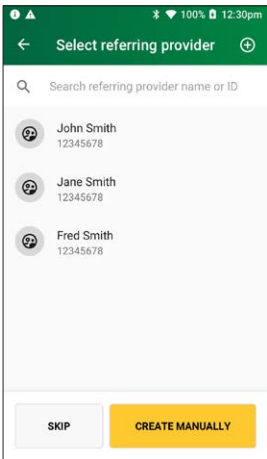 100% 12:30pm
Select referring provider
Search referring provider name or ID
John Smith
12345678
Jane Smith
12345678
Fred Smith
12345678
SKIP CREATE MANUALLY